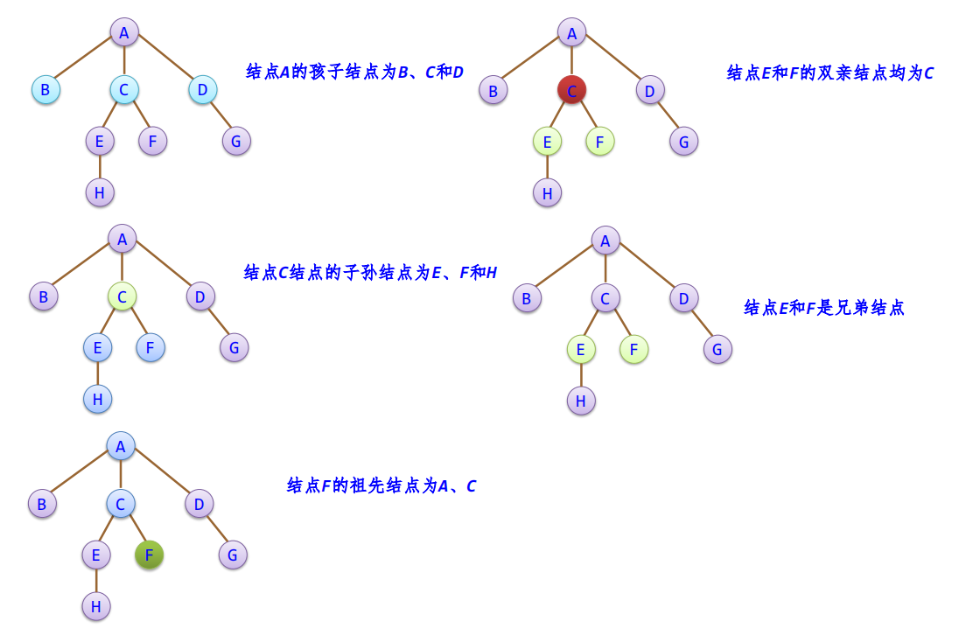 A
B C D
E F G
H
结点A的孩子结点为B、C和D
A
B C D
E F G
H
结点E和F的双亲结点均为C
A
B C D
E F G
H
结点C结点的子孙结点为E、F和H
A
B C D
E F G
H
结点E和F是兄弟结点
A
B C D
E F G
H
结点F的祖先结点为A、C